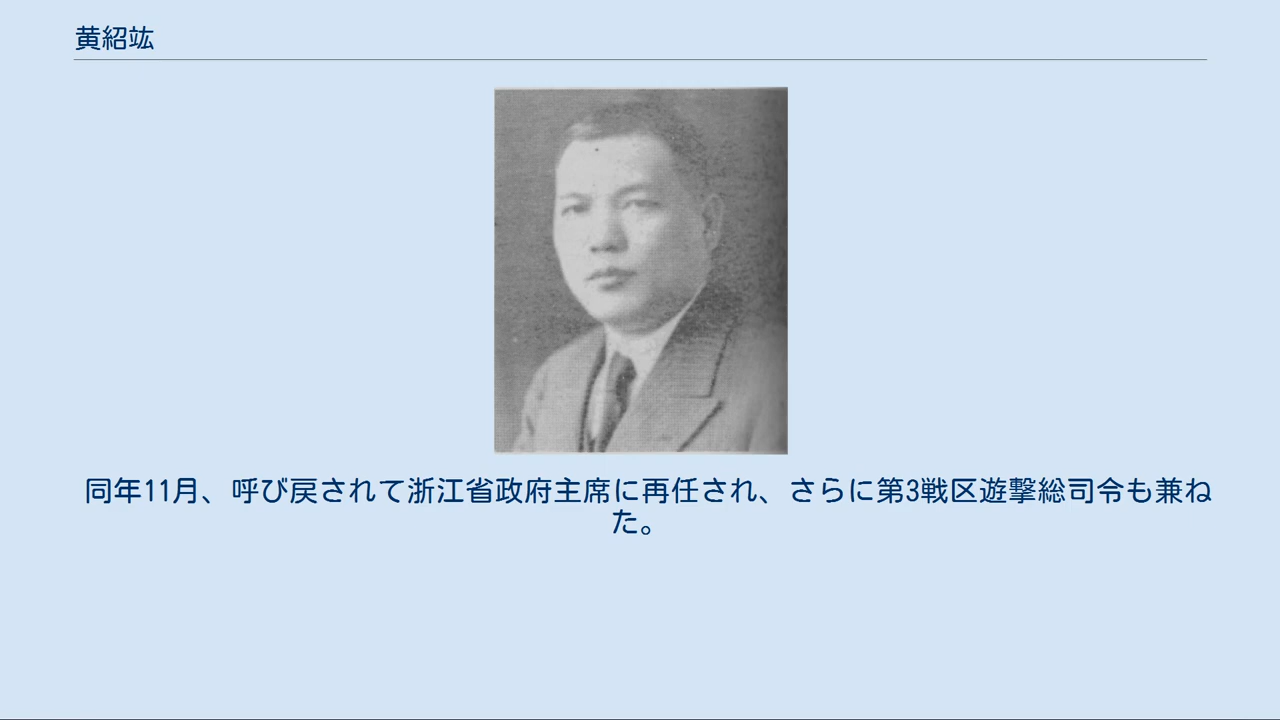 黄紹竑
同年11月、呼び戻されて浙江省政府主席に再任され、さらに第3戦区遊撃総司令も兼ね
た。